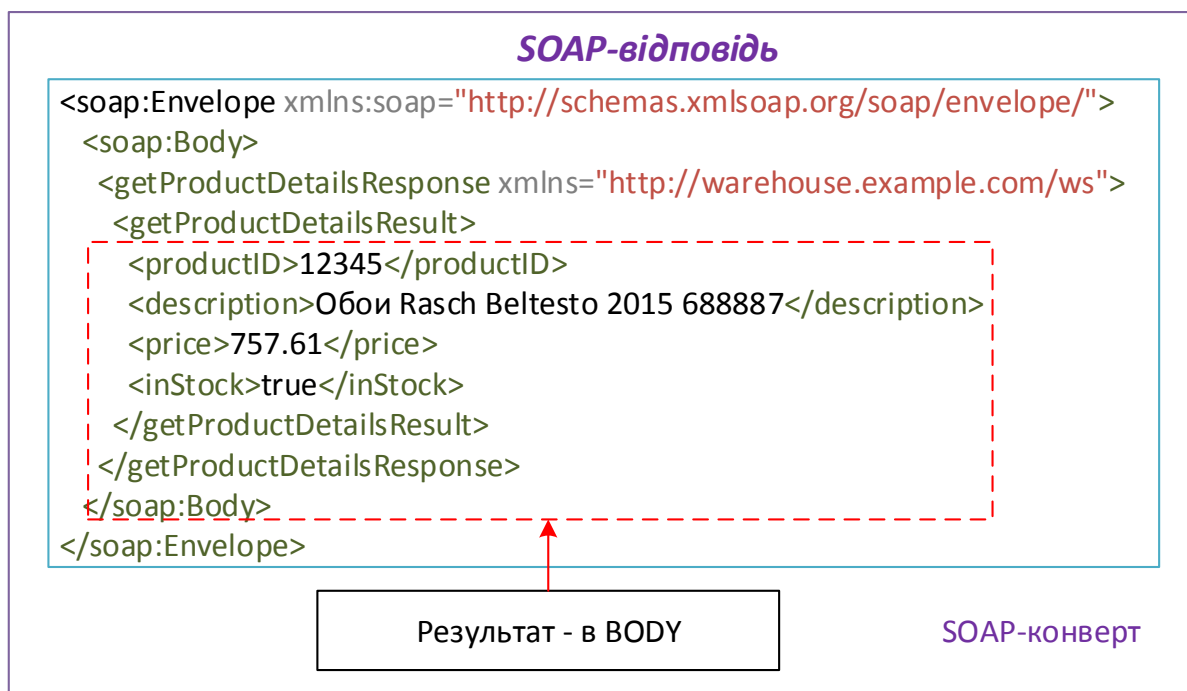 SOAP-відповідь
<soap:Envelope xmlns:soap="http://schemas.xmlsoap.org/soap/envelope/">
<soap:Body>
<getProductDetailsResponse xmlns="http://warehouse.example.com/ws">
<getProductDetailsResult>
<productID>12345</productID>
<description>Обои Rasch Beltesto 2015 688887</description>
<price>757.61</price>
<inStock>true</inStock>
</getProductDetailsResult>
</getProductDetailsResponse>
</soap:Body>
</soap:Envelope>
Результат - в BODY
SOAP-конверт